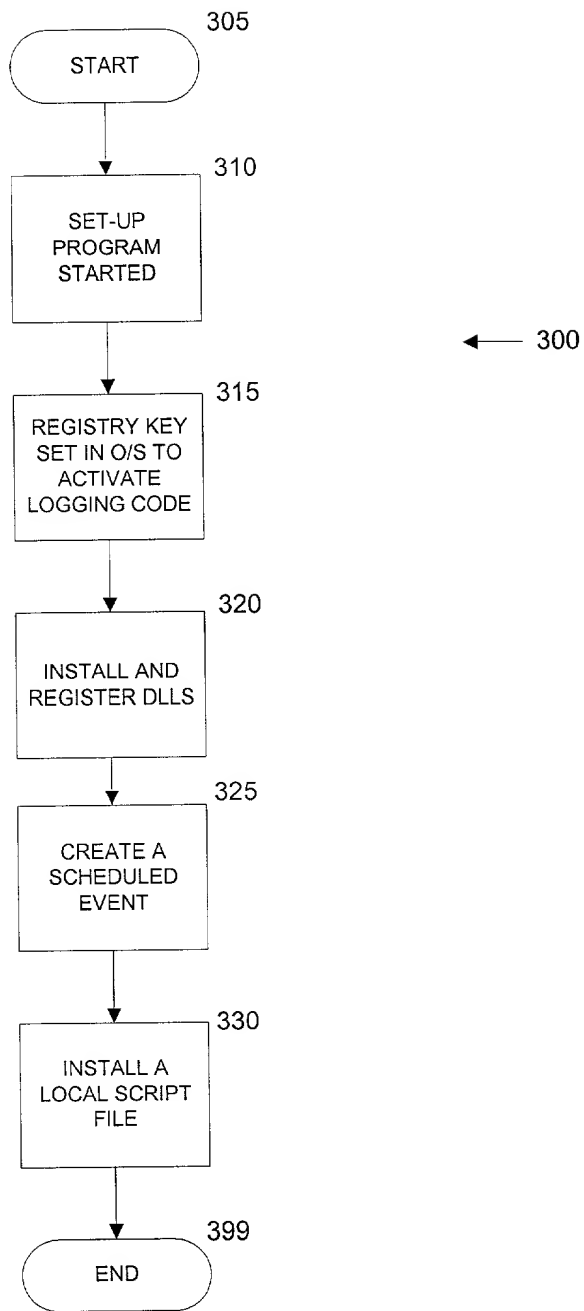 305
START
310
SET-UP
PROGRAM
STARTED
300
315
REGISTRY KEY
SET IN O/S TO
ACTIVATE
LOGGING CODE
320
INSTALL AND
REGISTER DLLS
325
CREATE A
SCHEDULED
EVENT
330
INSTALL A
LOCAL SCRIPT
FILE
399
END